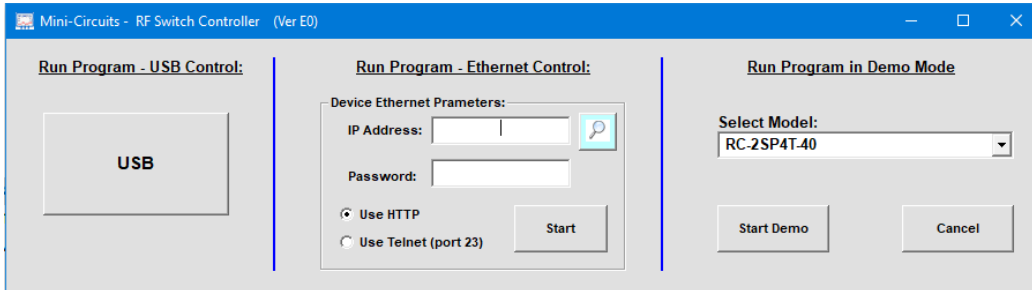 Mini-Circuits - RF Switch Controller (Ver E0)
Run Program - USB Control:
USB
Run Program - Ethernet Control:
Device Ethernet Prameters:
IP Address:
Password:
Use HTTP
Use Telnet (port 23)
Start
Run Program in Demo Mode
Select Model:
RC-2SP4T-40
Start Demo
Cancel